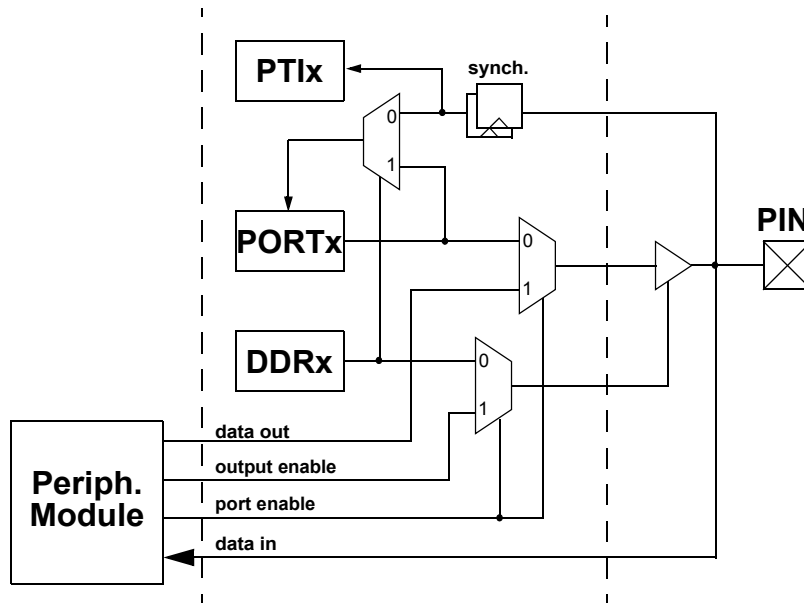 PTIx
synch.
0
1
PORTx
PIN
0
1
DDRx
0
1
data out
output enable
Periph.
Module
port enable
data in